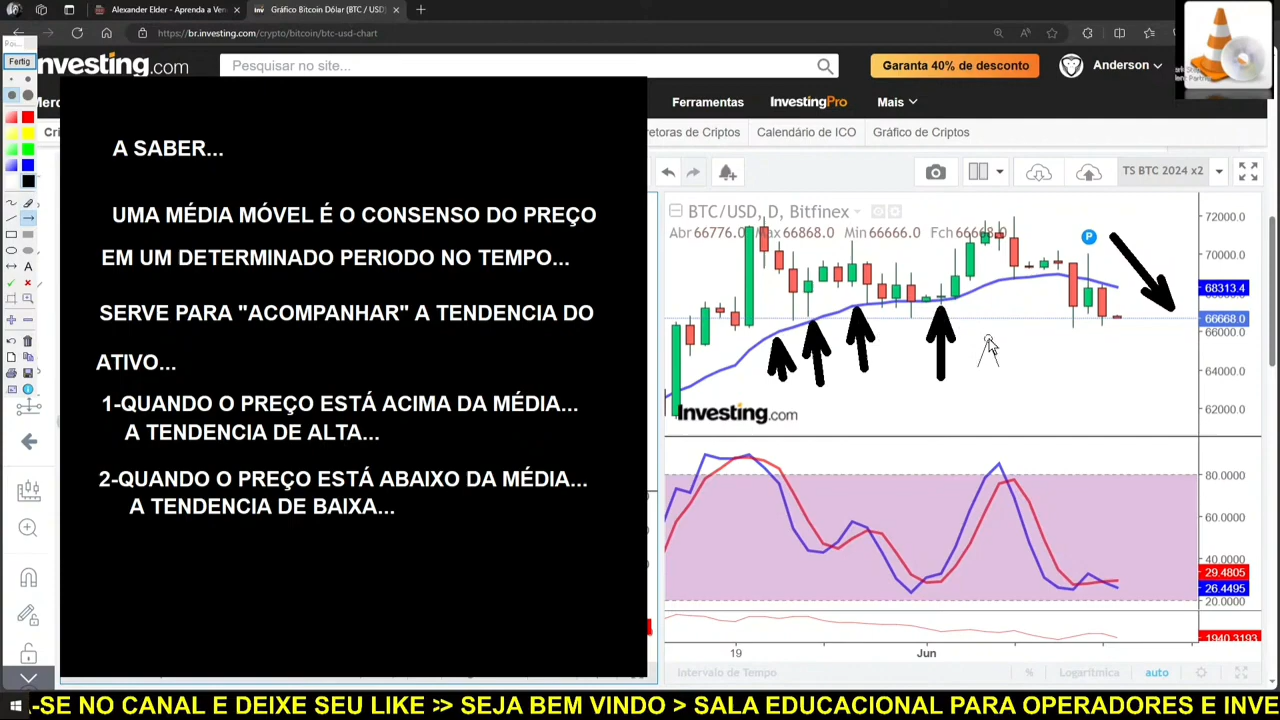 Alexander Elder - Aprenda a Ven
Gráfico Bitcoin Dólar (BTC / USD)
https://br.investing.com/crypto/bitcoin/btc-usd-chart
Fertig
Investing.com
Pesquisar no site...
Garanta 40% de desconto
Anderson
Ferramentas
InvestingPro
Mais
Calendário de ICO
Gráfico de Criptos
A SABER...
UMA MÉDIA MÓVEL É O CONSENSO DO PREÇO
EM UM DETERMINADO PERIODO NO TEMPO...
SERVE PARA "ACOMPANHAR" A TENDENCIA DO
ATIVO...
1-QUANDO O PREÇO ESTÁ ACIMA DA MÉDIA...
A TENDENCIA DE ALTA...
2-QUANDO O PREÇO ESTÁ ABAIXO DA MÉDIA...
A TENDENCIA DE BAIXA...
TS BTC 2024 x2
BTC/USD, D, Bitfinex
Abr 66776.0 Max 66868.0 Min 66666.0 Fch 66668.0
P
72000.0
70000.0
68313.4
66668.0
66000.0
64000.0
62000.0
Investing.com
80.0000
60.0000
40.0000
29.4805
26.4495
20.0000
1940.3193
19
Jun
Intervalo de Tempo
%
Logarítmica
auto
-SE NO CANAL E DEIXE SEU LIKE >> SEJA BEM VINDO > SALA EDUCACIONAL PARA OPERADORES E INVE